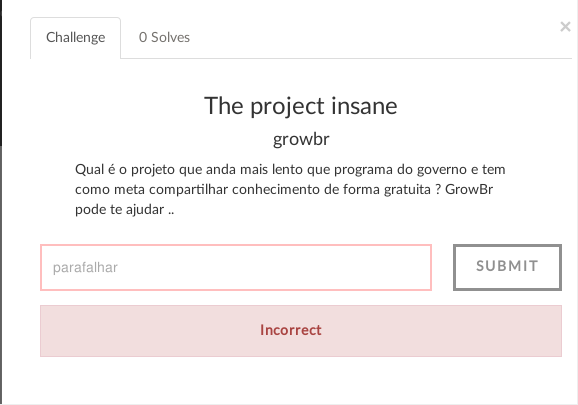 Challenge
0 Solves
×
The project insane
growbr
Qual é o projeto que anda mais lento que programa do governo e tem
como meta compartilhar conhecimento de forma gratuita ? GrowBr
pode te ajudar ..
parafalhar
SUBMIT
Incorrect